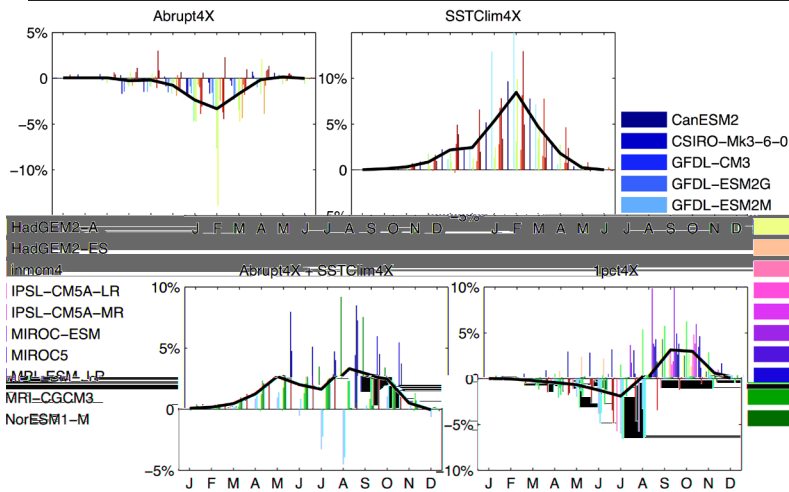 Abrupt4X
SSTClim4X
5%
0
−5%
−10%
10%
5%
0
CanESM2
CSIRO−Mk3−6−0
GFDL−CM3
GFDL−ESM2G
GFDL−ESM2M
HadGEM2−A
J F M A M J J A S O N D
J F M A M J J A S O N D
HadGEM2−ES
inmcm4
Abrupt4X + SSTClim4X
1pct4X
IPSL−CM5A−LR
IPSL−CM5A−MR
MIROC−ESM
MIROC5
MRI−CGCM3
NorESM1−M
10%
5%
0
−5%
10%
5%
0
−5%
−10%
J F M A M J J A S O N D
J F M A M J J A S O N D